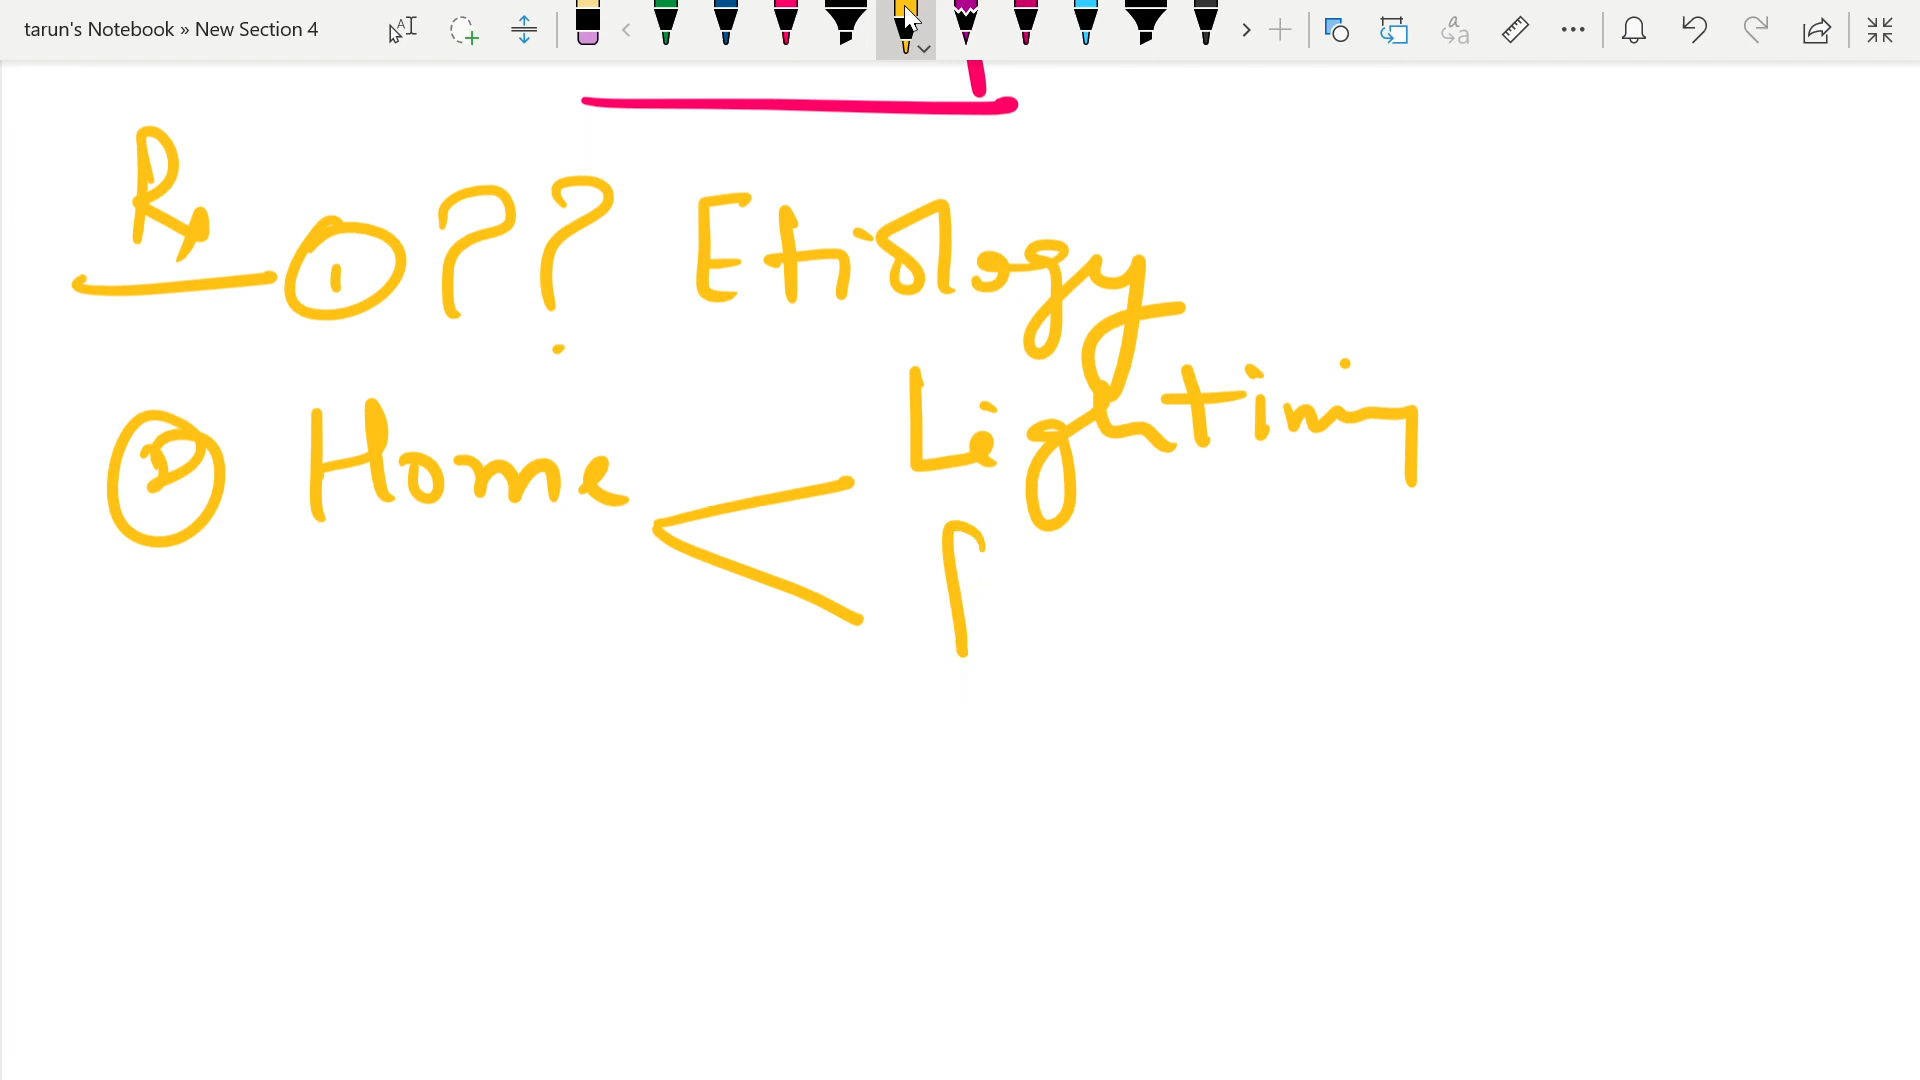 tarun's Notebook » New Section 4
Rx
① ?? Etiology
② Home
Lighting